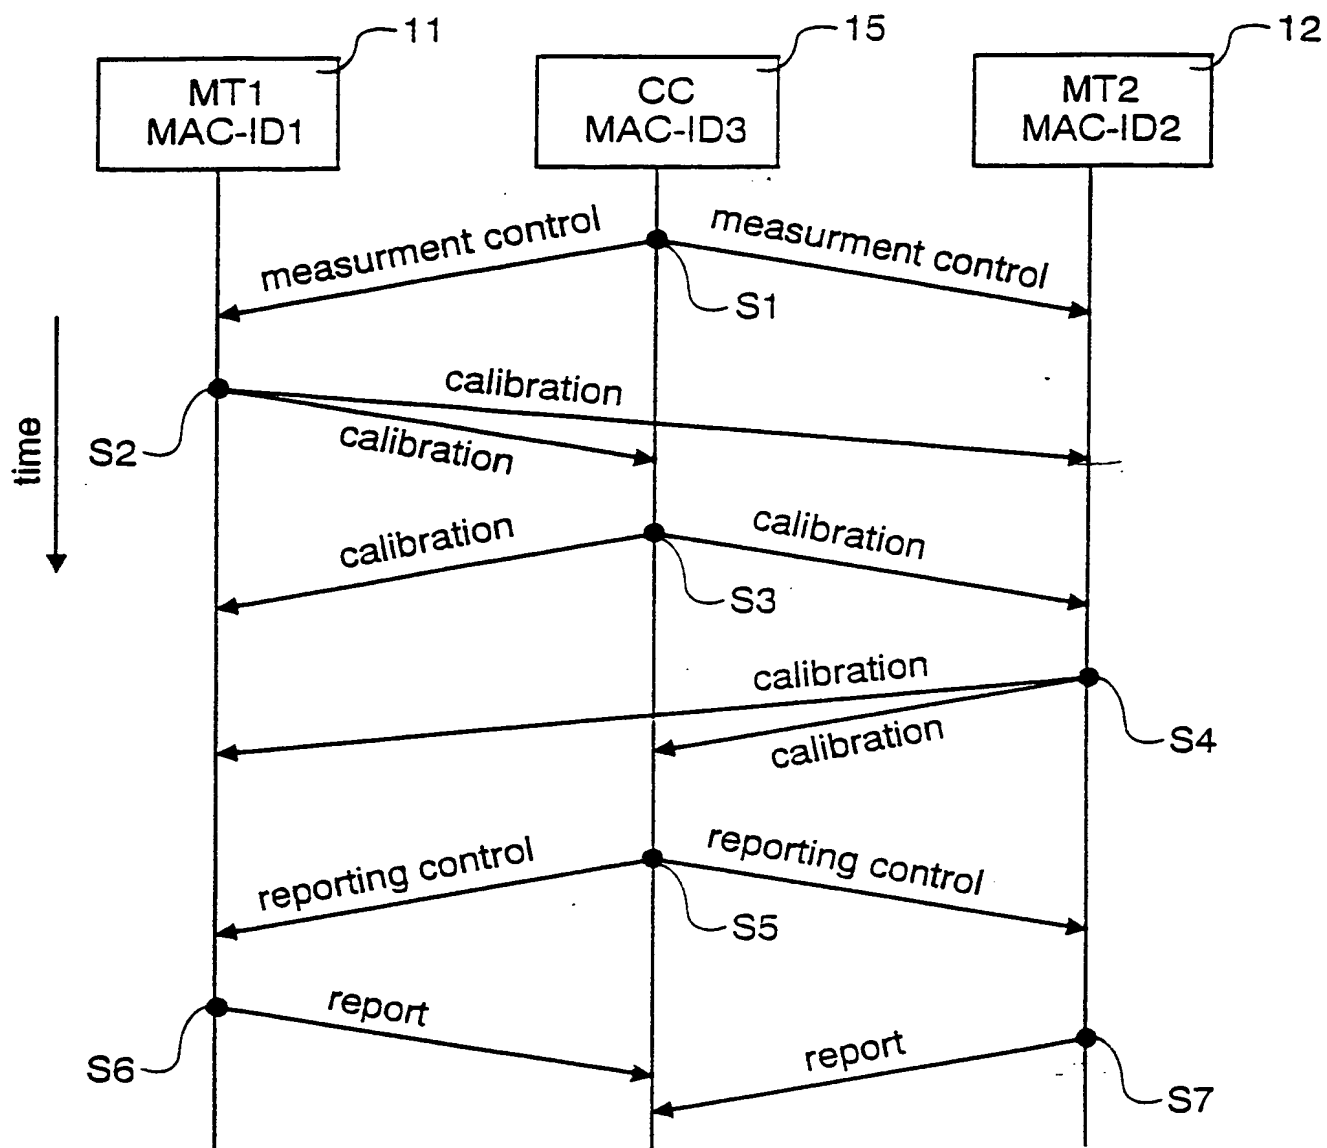 11
15
12
MT1
MAC-ID1
CC
MAC-ID3
MT2
MAC-ID2
measurment control
measurment control
S1
time
calibration
S2
calibration
calibration
calibration
S3
calibration
S4
calibration
reporting control
reporting control
S5
report
S6
report
S7